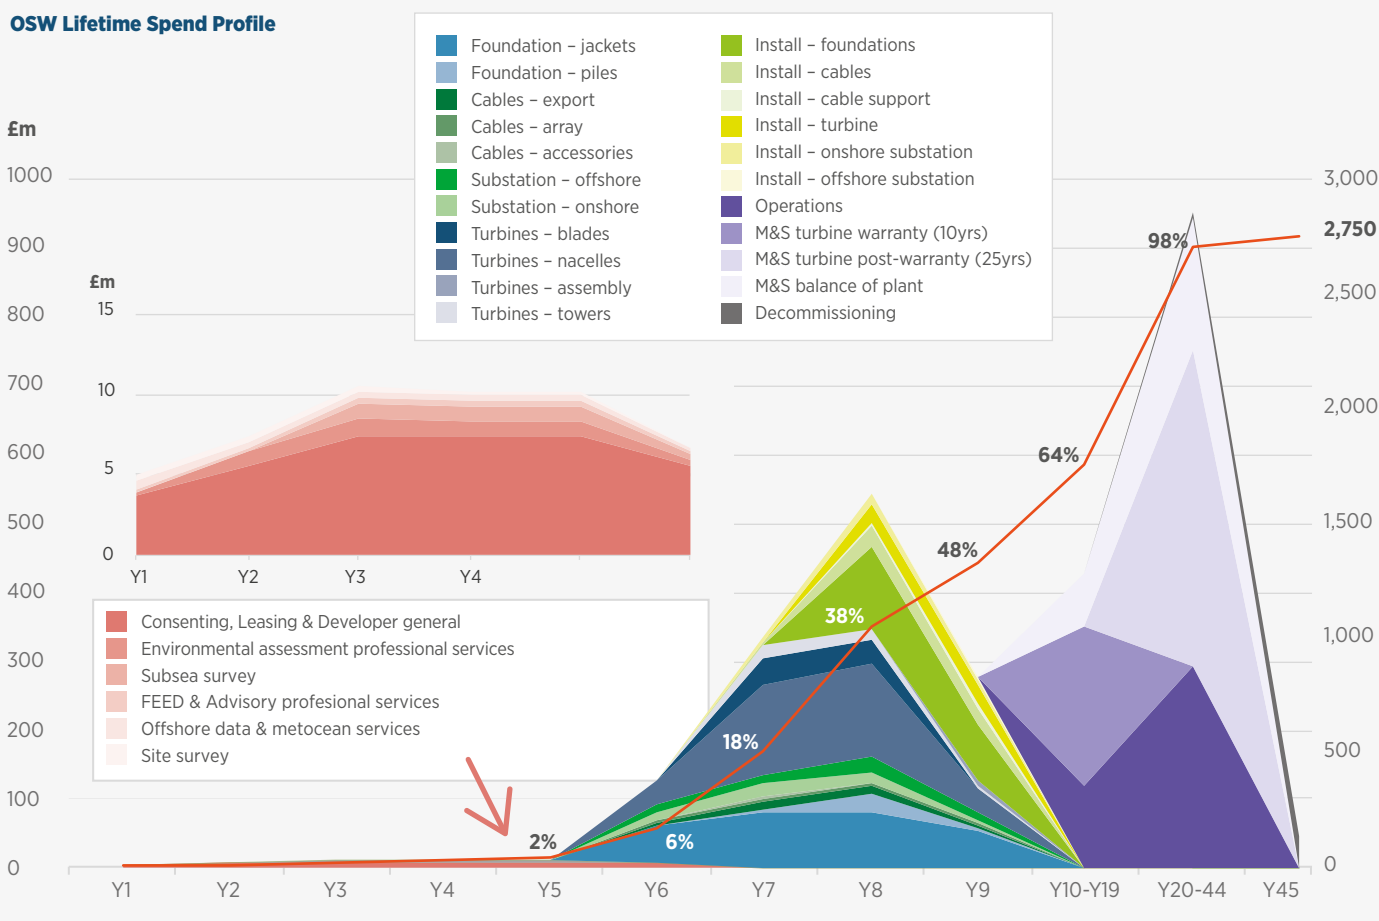 OSW Lifetime Spend Profile
Foundation – jackets
Foundation – piles
Cables – export
Cables – array
Cables – accessories
Substation – offshore
Substation – onshore
Turbines – blades
Turbines – nacelles
Turbines – assembly
Turbines – towers
Install – foundations
Install – cables
Install – cable support
Install – turbine
Install – onshore substation
Install – offshore substation
Operations
M&S turbine warranty (10yrs)
M&S turbine post-warranty (25yrs)
M&S balance of plant
Decommissioning
£m
1000
900
800
700
600
500
400
300
200
100
0
£m
15
10
5
0
Y1 Y2 Y3 Y4
Consenting, Leasing & Developer general
Environmental assessment professional services
Subsea survey
FEED & Advisory profesional services
Offshore data & metocean services
Site survey
2%
6%
18%
38%
48%
64%
98%
3,000
2,750
2,500
2,000
1,500
1,000
500
0
Y1 Y2 Y3 Y4 Y5 Y6 Y7 Y8 Y9 Y10-Y19 Y20-44 Y45